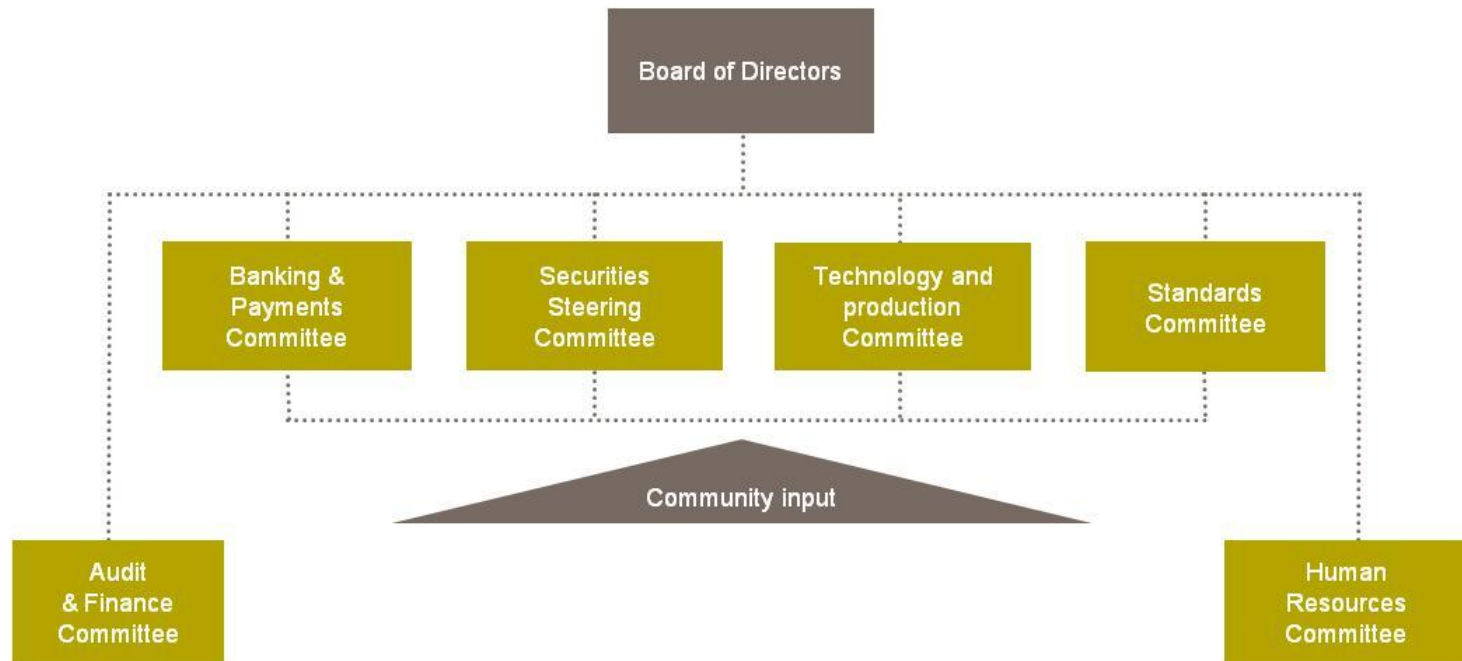 Board of Directors
Banking &
Payments
Committee
Securities
Steering
Committee
Technology and
production
Committee
Standards
Committee
Community input
Audit
& Finance
Committee
Human
Resources
Committee